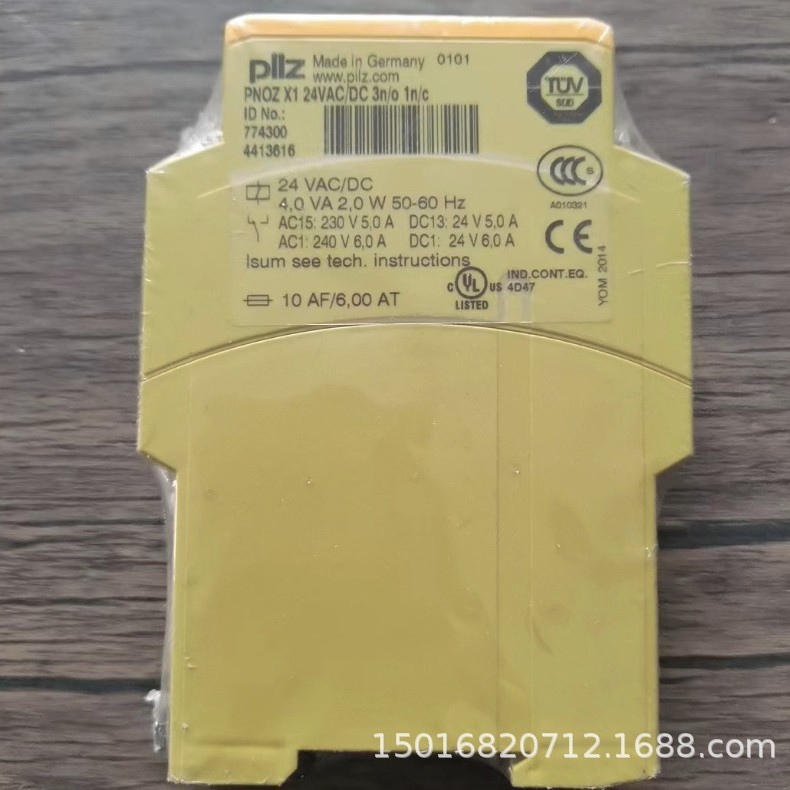 pilz Made in Germany 0101
www.pilz.com
PNOZ X1 24VAC/DC 3n/o 1n/c
ID No.:
774300
4413616
TÜV
SÜD
CCC S
A010321
24 VAC/DC
4,0 VA 2,0 W 50-60 Hz
AC15: 230 V 5,0 A DC13: 24 V 5,0 A
AC1: 240 V 6,0 A DC1: 24 V 6,0 A
Isum see tech. instructions
CE
YOM 2014
C UL US LISTED
IND.CONT.EQ.
4D47
10 AF/6,00 AT
15016820712.1688.com